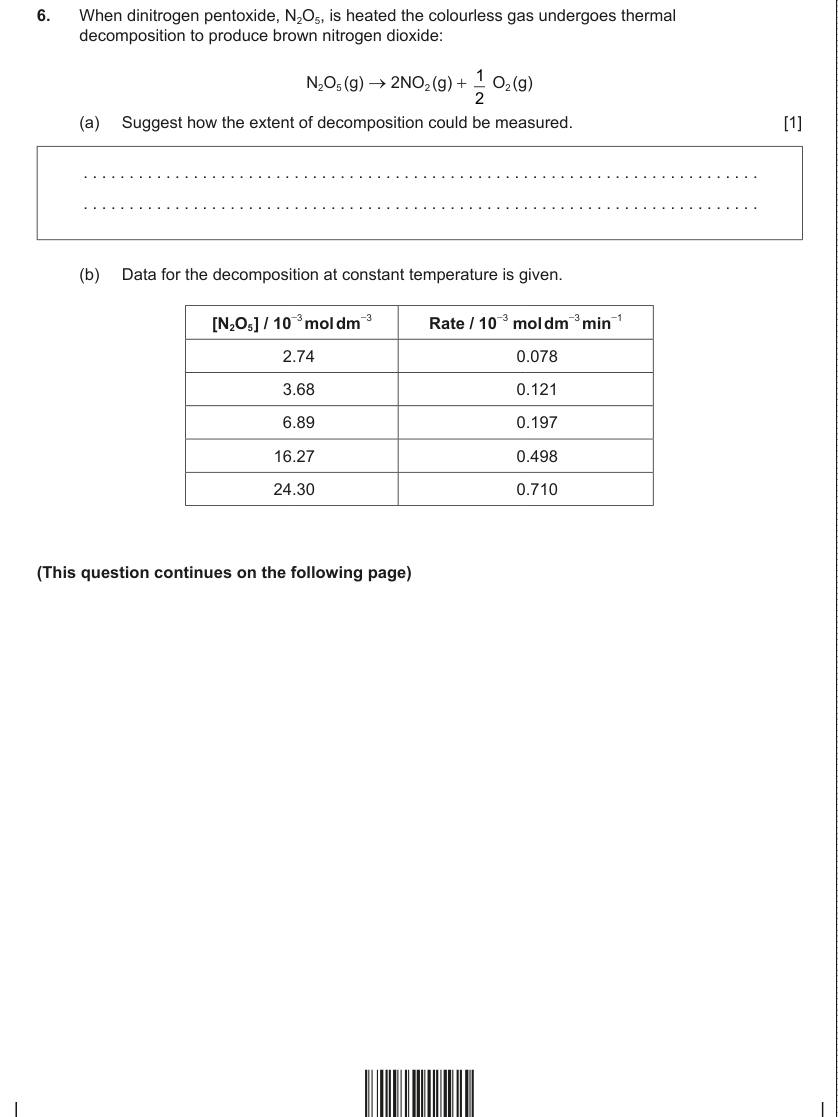 6. When dinitrogen pentoxide, N₂O₅, is heated the colourless gas undergoes thermal
decomposition to produce brown nitrogen dioxide:
N₂O₅ (g) → 2NO₂ (g) + 1/2 O₂ (g)
(a) Suggest how the extent of decomposition could be measured. [1]
(b) Data for the decomposition at constant temperature is given.
[N₂O₅] / 10⁻³ mol dm⁻³ Rate / 10⁻³ mol dm⁻³ min⁻¹
2.74 0.078
3.68 0.121
6.89 0.197
16.27 0.498
24.30 0.710
(This question continues on the following page)